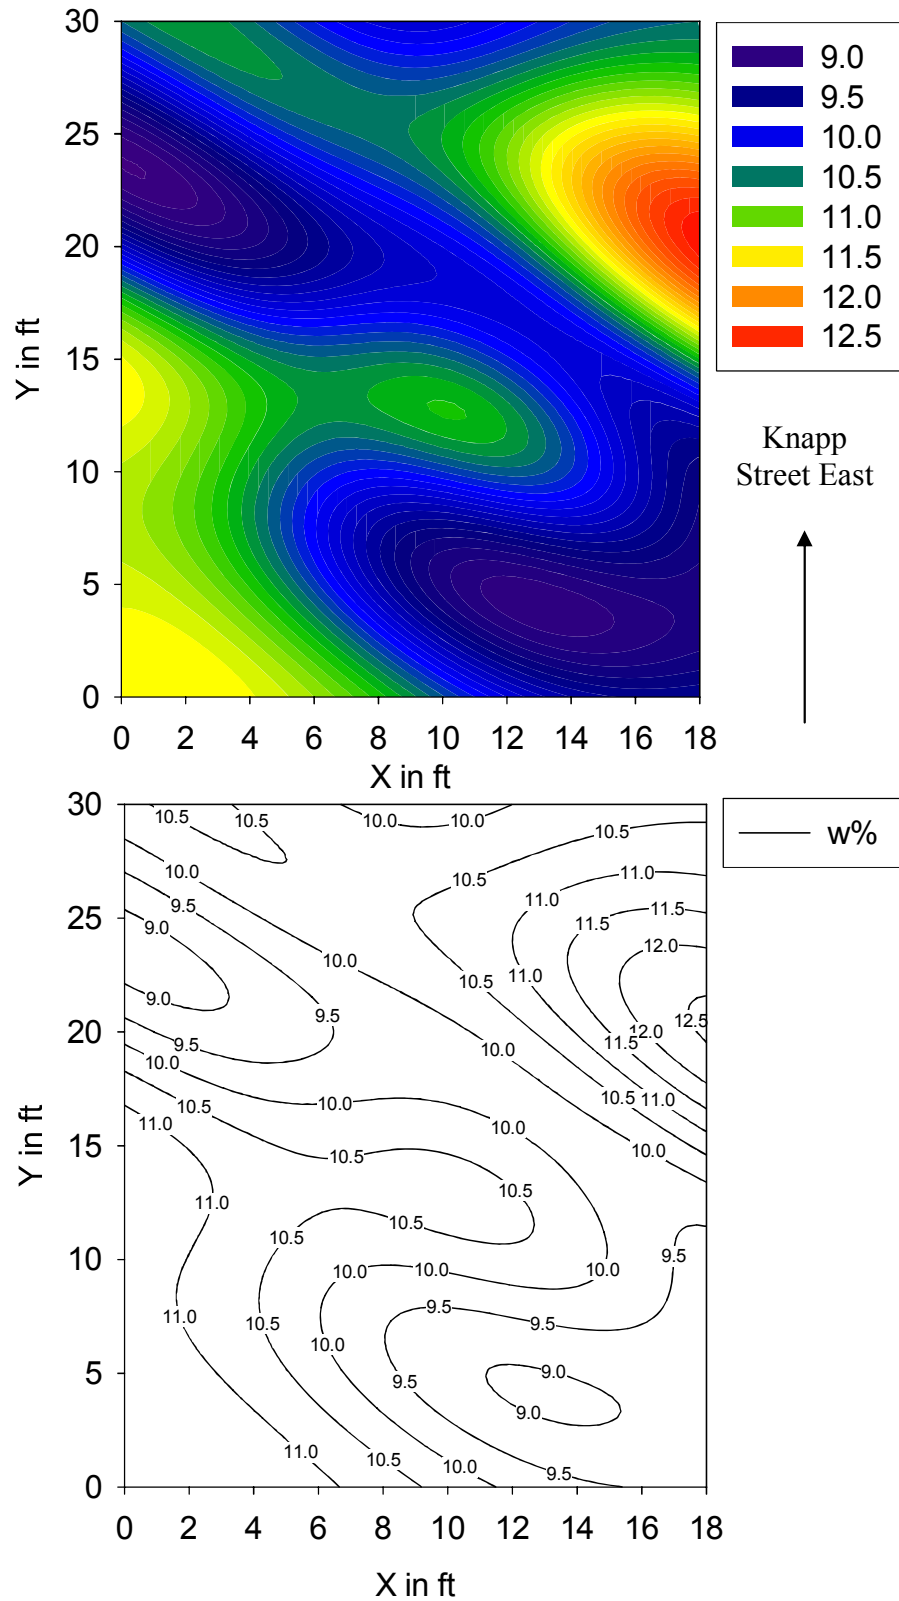 30
25
20
15
10
5
0
Y in ft
0 2 4 6 8 10 12 14 16 18
X in ft
9.0
9.5
10.0
10.5
11.0
11.5
12.0
12.5
Knapp
Street East
30
25
20
15
10
5
0
Y in ft
10.5 10.5 10.0 10.0 10.5
10.0 10.5 11.0
9.5 11.0 11.5
9.0 11.5 12.0
10.0 10.5 11.0
9.0 9.5 12.5
9.5 10.0 11.5 12.0
10.0
10.5 10.0 10.5 11.0
11.0 10.0 10.0
10.5
11.0 10.5
10.5 10.5
10.0 10.0 10.0 9.5
11.0 10.5 9.5 9.5
10.0
9.5 9.0
9.0
11.0 10.5 10.0 9.5
0 2 4 6 8 10 12 14 16 18
X in ft
w%